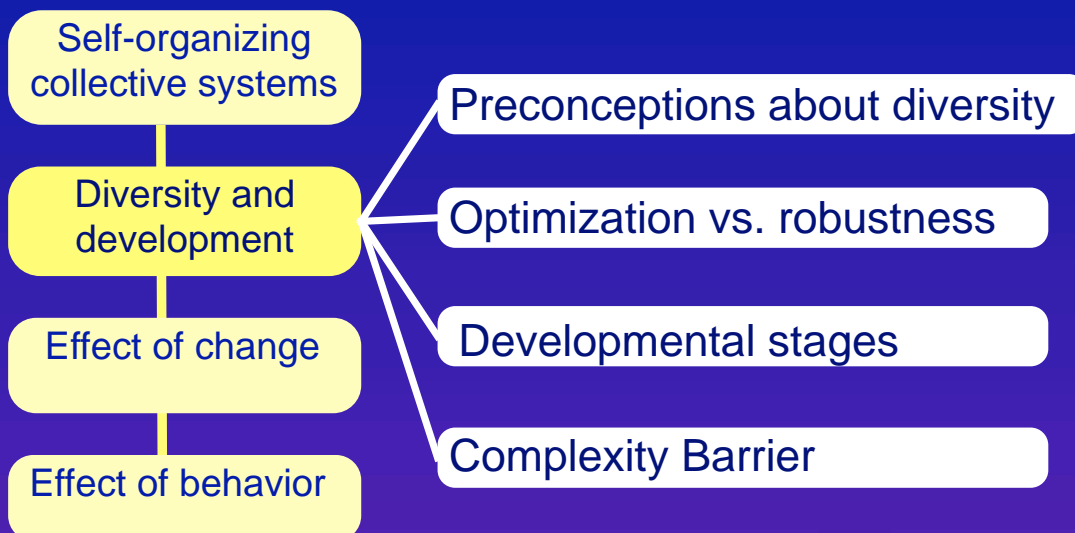 Self-organizing
collective systems
Diversity and
development
Effect of change
Effect of behavior
Preconceptions about diversity
Optimization vs. robustness
Developmental stages
Complexity Barrier